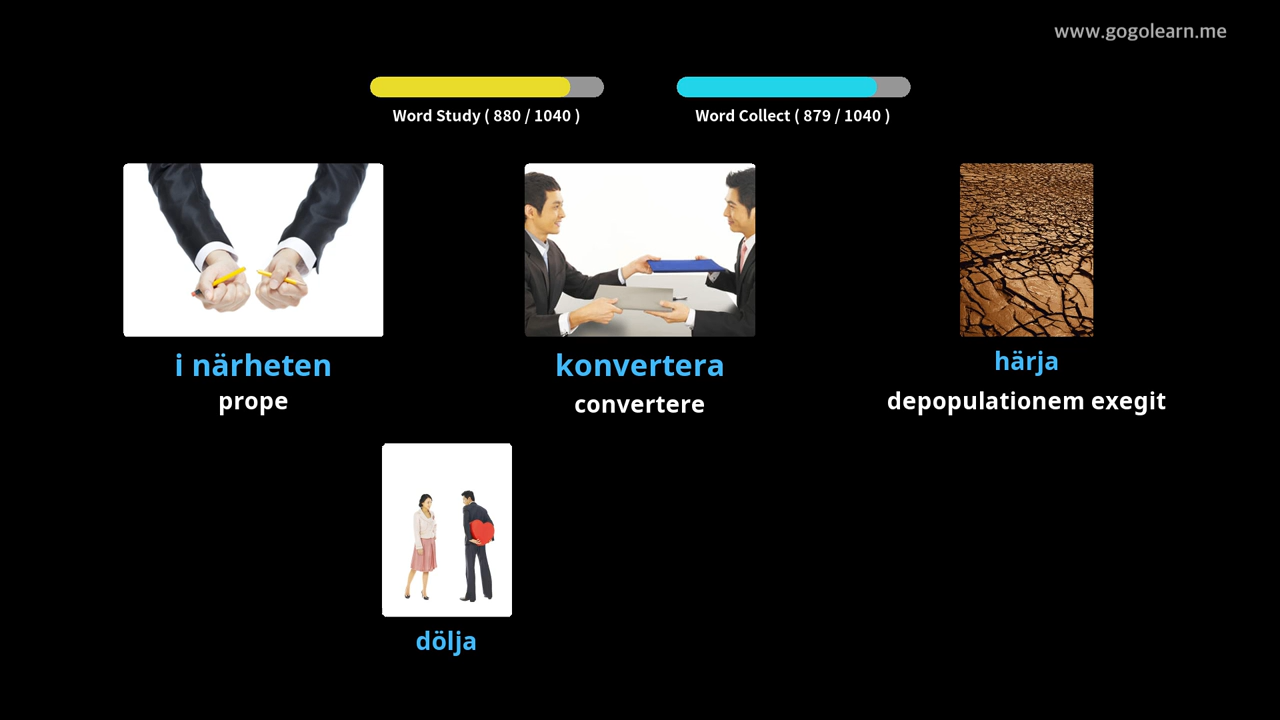 www.gogolearn.me
Word Study ( 880 / 1040 )
Word Collect ( 879 / 1040 )
i närheten
prope
konvertera
convertere
härja
depopulationem exegit
dölja